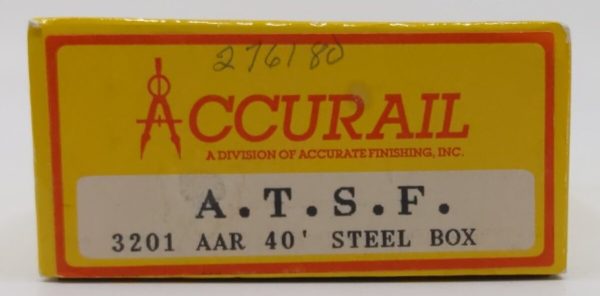 276180
ACCURAIL
A DIVISION OF ACCURATE FINISHING, INC.
A.T.S.F.
3201 AAR 40' STEEL BOX